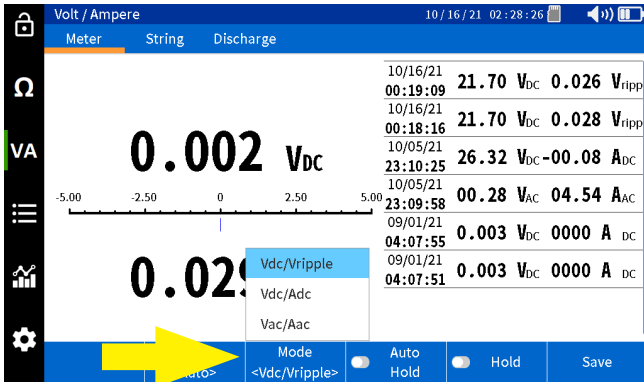 Volt / Ampere
10/16/21 02:28:26
Meter String Discharge
Ω
VA
0.002 VDC
-5.00 -2.50 0 2.50 5.00
10/16/21
00:19:09 21.70 VDC 0.026 Vripp
10/16/21
00:18:16 21.70 VDC 0.028 Vripp
10/05/21
23:10:25 26.32 VDC -00.08 ADC
10/05/21
23:09:58 00.28 VAC 04.54 AAC
09/01/21
04:07:55 0.003 VDC 0000 A DC
09/01/21
04:07:51 0.003 VDC 0000 A DC
Vdc/Vripple
Vdc/Adc
Vac/Aac
Mode
<Vdc/Vripple>
Auto
Hold
Hold
Save